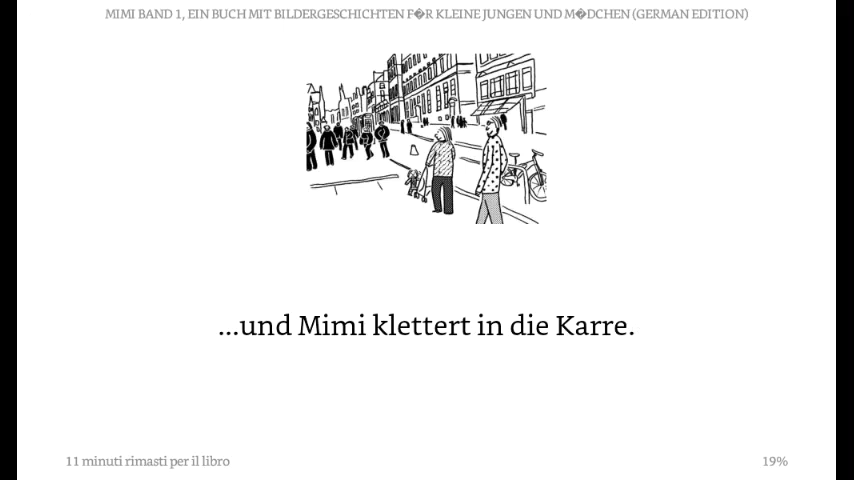 MIMI BAND 1, EIN BUCH MIT BILDERGESCHICHTEN F�R KLEINE JUNGEN UND M�DCHEN (GERMAN EDITION)
...und Mimi klettert in die Karre.
11 minuti rimasti per il libro
19%